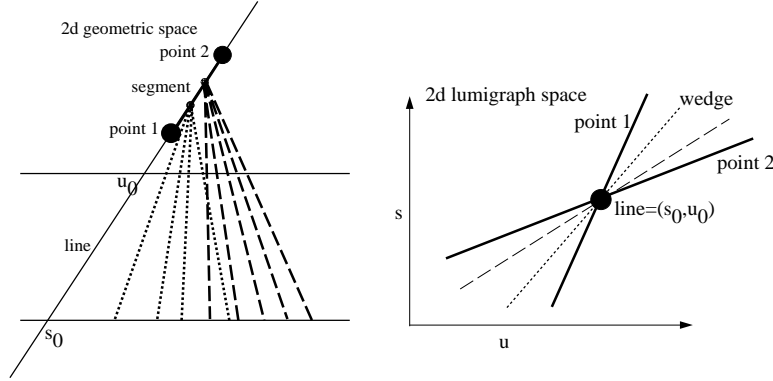 2d geometric space
point 2
segment
point 1
u0
line
s0
2d lumigraph space
wedge
point 1
point 2
s
line=(s0,u0)
u